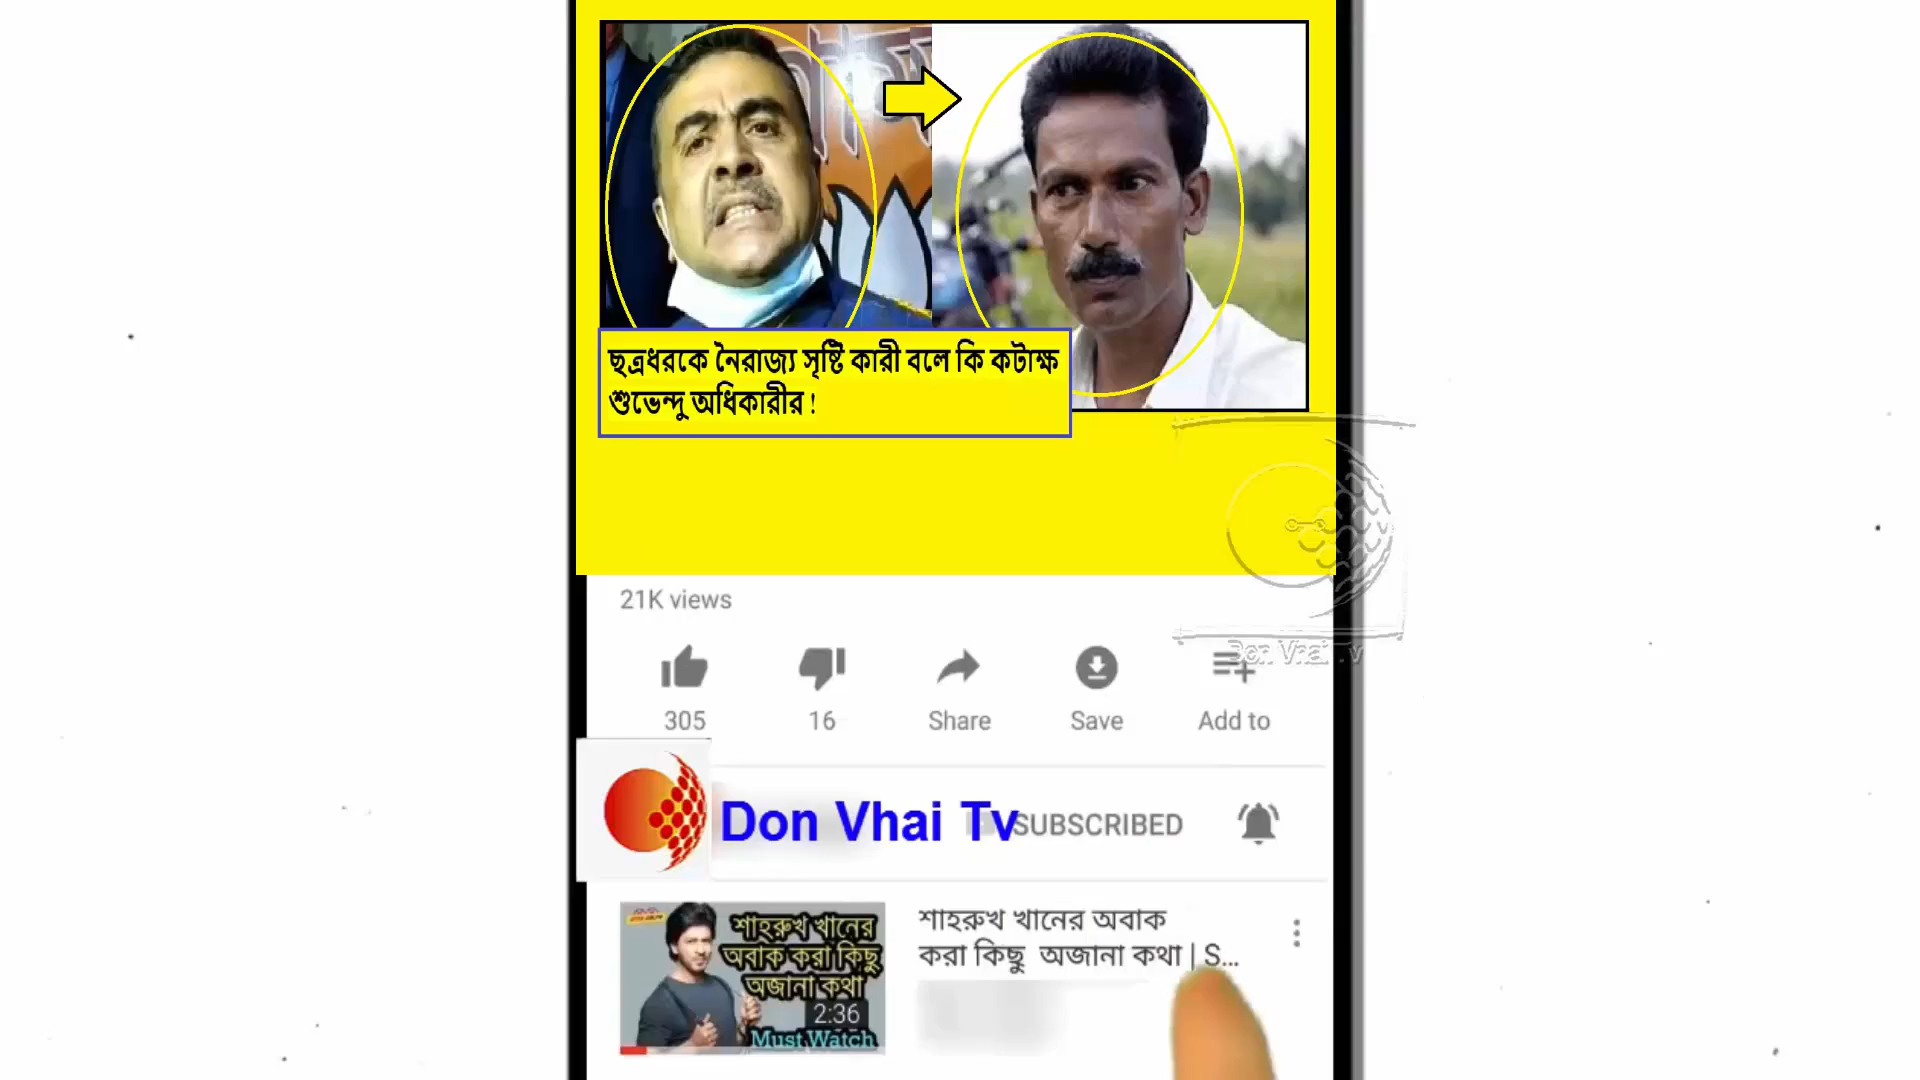 ছত্রধরকে নৈরাজ্য সৃষ্টি কারী বলে কি কটাক্ষ
শুভেন্দু অধিকারীর !
21K views
305
16
Share
Save
Add to
Don Vhai Tv
SUBSCRIBED
শাহরুখ খানের
অবাক করা কিছু
অজানা কথা
2:36
Must Watch
শাহরুখ খানের অবাক
করা কিছু অজানা কথা | S...